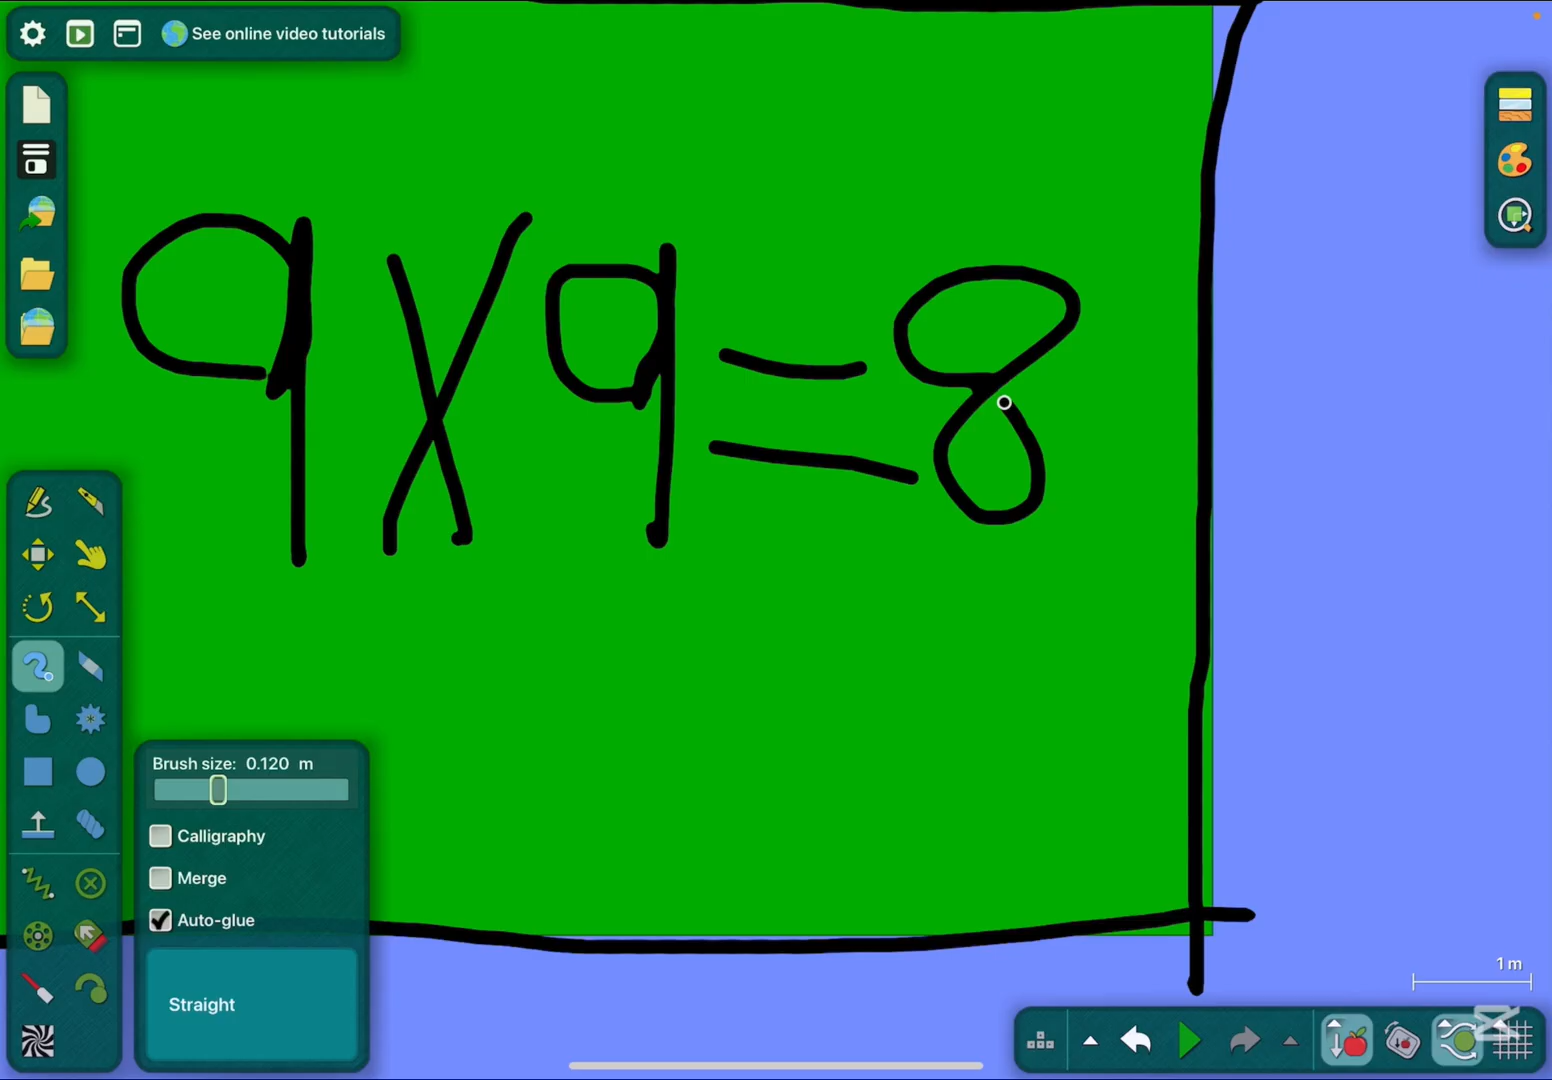 See online video tutorials
9x9=8
Brush size: 0.120 m
Calligraphy
Merge
Auto-glue
Straight
1 m